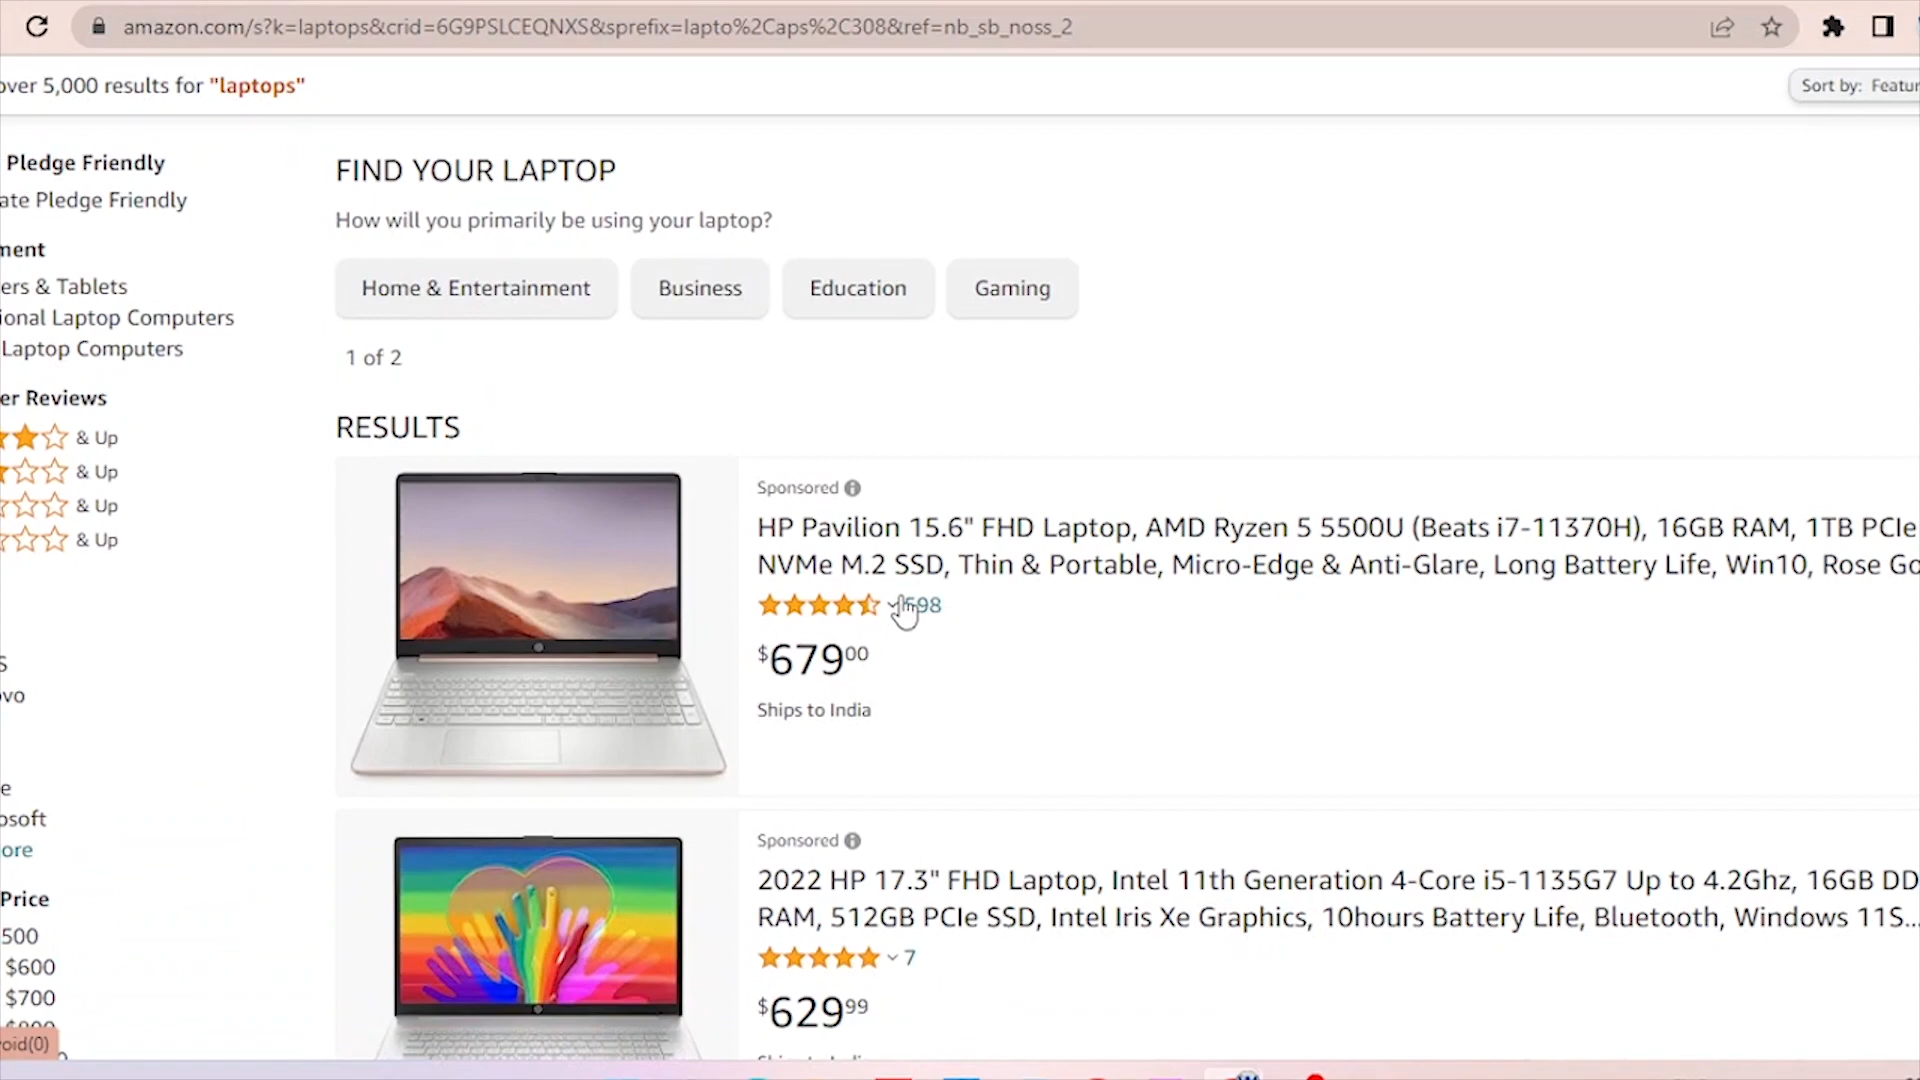 amazon.com/s?k=laptops&crid=6G9PSLCEQNXS&sprefix=lapto%2Caps%2C308&ref=nb_sb_noss_2
over 5,000 results for "laptops"
Sort by: Featur
Pledge Friendly
ate Pledge Friendly
ment
ers & Tablets
ional Laptop Computers
Laptop Computers
er Reviews
& Up
& Up
& Up
& Up
S
vo
e
osoft
ore
Price
500
$600
$700
$800
void(0)
FIND YOUR LAPTOP
How will you primarily be using your laptop?
Home & Entertainment
Business
Education
Gaming
1 of 2
RESULTS
Sponsored
HP Pavilion 15.6" FHD Laptop, AMD Ryzen 5 5500U (Beats i7-11370H), 16GB RAM, 1TB PCIe
NVMe M.2 SSD, Thin & Portable, Micro-Edge & Anti-Glare, Long Battery Life, Win10, Rose Go
598
$679.00
Ships to India
Sponsored
2022 HP 17.3" FHD Laptop, Intel 11th Generation 4-Core i5-1135G7 Up to 4.2Ghz, 16GB DD
RAM, 512GB PCIe SSD, Intel Iris Xe Graphics, 10hours Battery Life, Bluetooth, Windows 11S...
7
$629.99
Ships to India